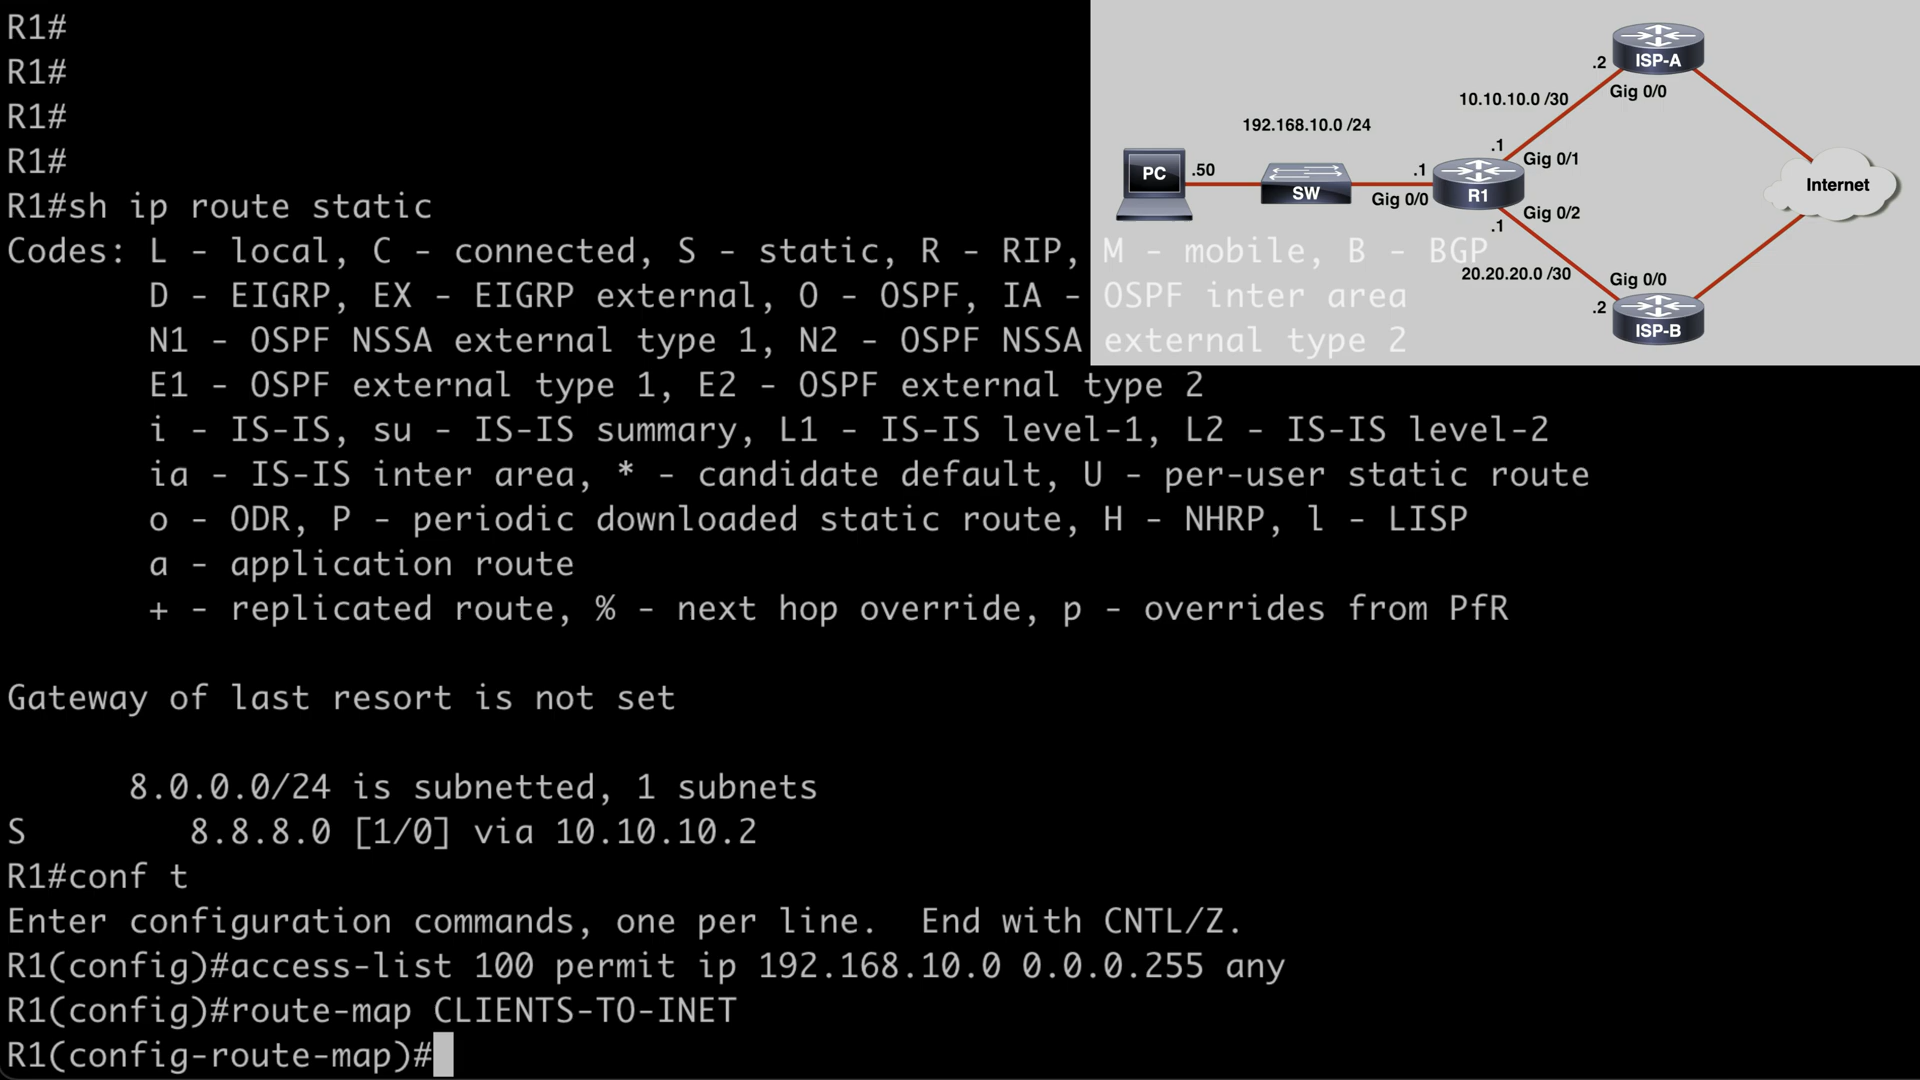 R1#
R1#
R1#
R1#
R1#sh ip route static
Codes: L - local, C - connected, S - static, R - RIP, M - mobile, B - BGP
D - EIGRP, EX - EIGRP external, O - OSPF, IA - OSPF inter area
N1 - OSPF NSSA external type 1, N2 - OSPF NSSA external type 2
E1 - OSPF external type 1, E2 - OSPF external type 2
i - IS-IS, su - IS-IS summary, L1 - IS-IS level-1, L2 - IS-IS level-2
ia - IS-IS inter area, * - candidate default, U - per-user static route
o - ODR, P - periodic downloaded static route, H - NHRP, l - LISP
a - application route
+ - replicated route, % - next hop override, p - overrides from PfR
Gateway of last resort is not set
8.0.0.0/24 is subnetted, 1 subnets
S 8.8.8.0 [1/0] via 10.10.10.2
R1#conf t
Enter configuration commands, one per line. End with CNTL/Z.
R1(config)#access-list 100 permit ip 192.168.10.0 0.0.0.255 any
R1(config)#route-map CLIENTS-TO-INET
R1(config-route-map)#
ISP-A
.2
Gig 0/0
10.10.10.0 /30
192.168.10.0 /24
.1
Gig 0/1
PC
.50
SW
.1
Gig 0/0
R1
Internet
Gig 0/2
.1
20.20.20.0 /30
Gig 0/0
.2
ISP-B